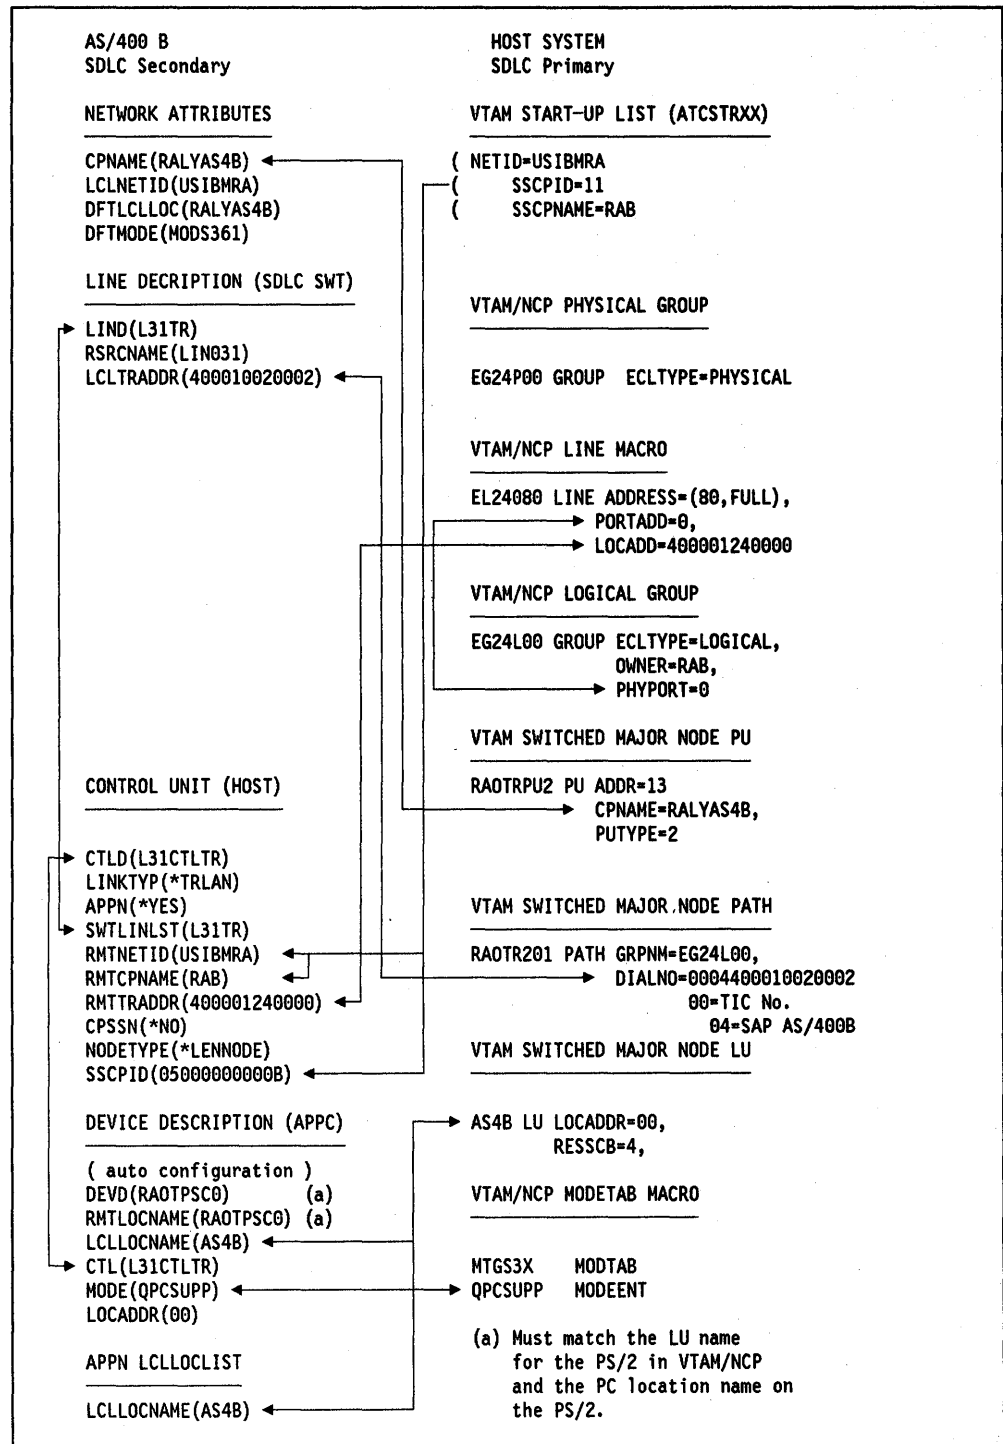 AS/400 B
SDLC Secondary
NETWORK ATTRIBUTES
CPNAME(RALYAS4B)
LCLNETID(USIBMRA)
DFTLCLLOC(RALYAS4B)
DFTMODE(MODS361)
LINE DECRIPTION (SDLC SWT)
LIND(L31TR)
RSRCNAME(LIN031)
LCLTRADDR(400010020002)
CONTROL UNIT (HOST)
CTLD(L31CTLTR)
LINKTYP(*TRLAN)
APPN(*YES)
SWTLINLST(L31TR)
RMTNETID(USIBMRA)
RMTCPNAME(RAB)
RMTTRADDR(400001240000)
CPSSN(*NO)
NODETYPE(*LENNODE)
SSCPID(05000000000B)
DEVICE DESCRIPTION (APPC)
( auto configuration )
DEVD(RAOTPSC0) (a)
RMTLOCNAME(RAOTPSC0) (a)
LCLLOCNAME(AS4B)
CTL(L31CTLTR)
MODE(QPCSUPP)
LOCADDR(00)
APPN LCLLOCLIST
LCLLOCNAME(AS4B)
HOST SYSTEM
SDLC Primary
VTAM START-UP LIST (ATCSTRXX)
( NETID=USIBMRA
( SSCPID=11
( SSCPNAME=RAB
VTAM/NCP PHYSICAL GROUP
EG24P00 GROUP ECLTYPE=PHYSICAL
VTAM/NCP LINE MACRO
EL24080 LINE ADDRESS=(80,FULL),
PORTADD=0,
LOCADD=400001240000
VTAM/NCP LOGICAL GROUP
EG24L00 GROUP ECLTYPE=LOGICAL,
OWNER=RAB,
PHYPORT=0
VTAM SWITCHED MAJOR NODE PU
RAOTRPU2 PU ADDR=13
CPNAME=RALYAS4B,
PUTYPE=2
VTAM SWITCHED MAJOR NODE PATH
RAOTR201 PATH GRPNM=EG24L00,
DIALNO=0004400010020002
00=TIC No.
04=SAP AS/400B
VTAM SWITCHED MAJOR NODE LU
AS4B LU LOCADDR=00,
RESSCB=4,
VTAM/NCP MODETAB MACRO
MTGS3X MODTAB
QPCSUPP MODEENT
(a) Must match the LU name
for the PS/2 in VTAM/NCP
and the PC location name on
the PS/2.